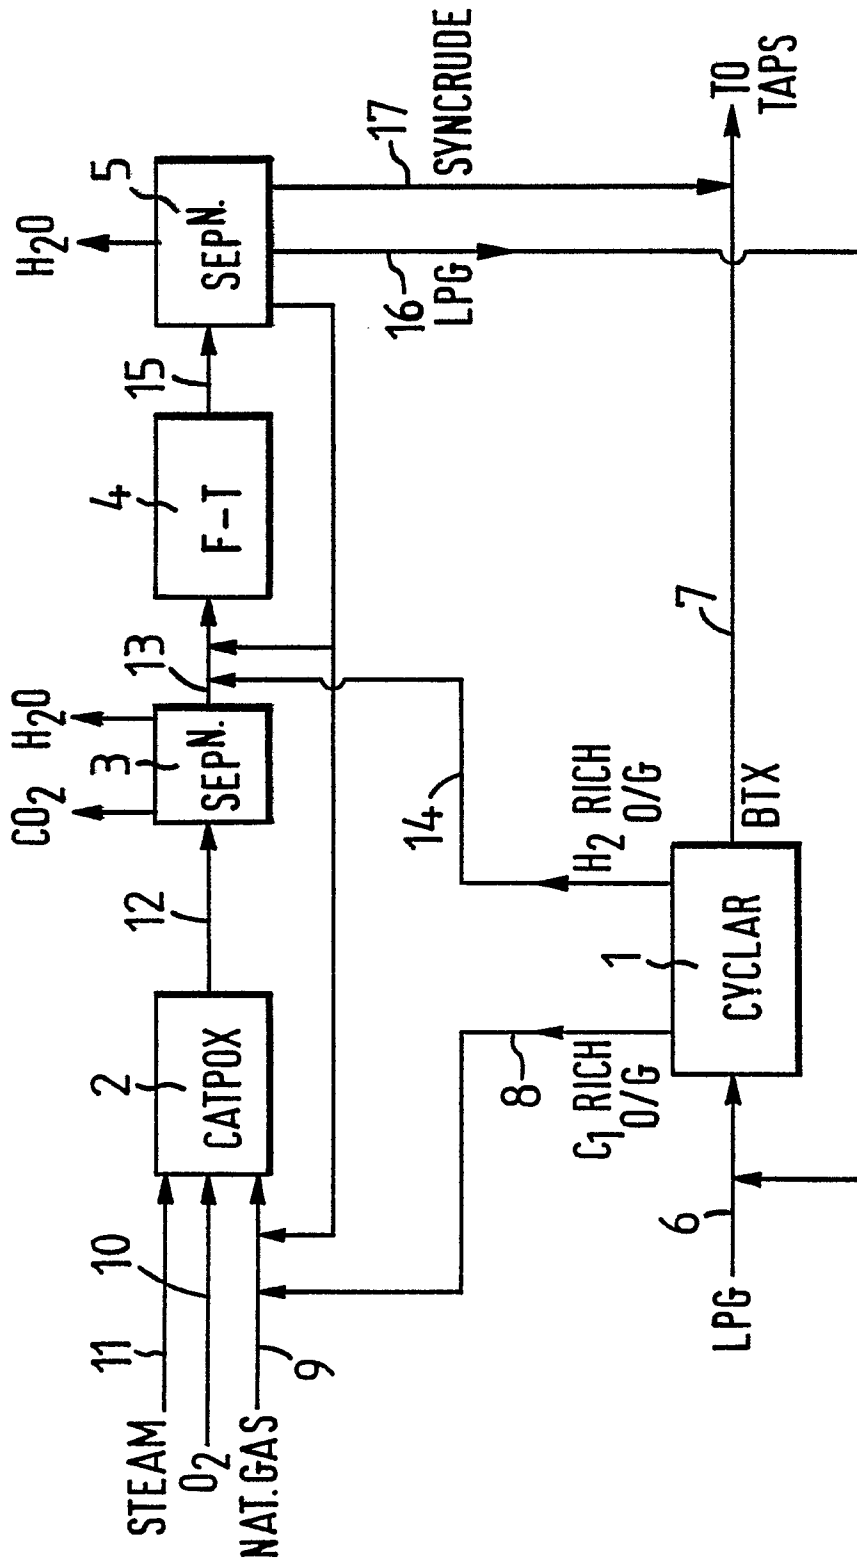 STEAM
11
O2
10
NAT.GAS
9
2
CATPOX
12
CO2
H2O
3
SEPN.
13
4
F-T
15
H2O
5
SEPN.
14
16
LPG
17
SYNCRUDE
8
C1 RICH
O/G
H2 RICH
O/G
LPG
6
1
CYCLAR
BTX
7
TO
TAPS